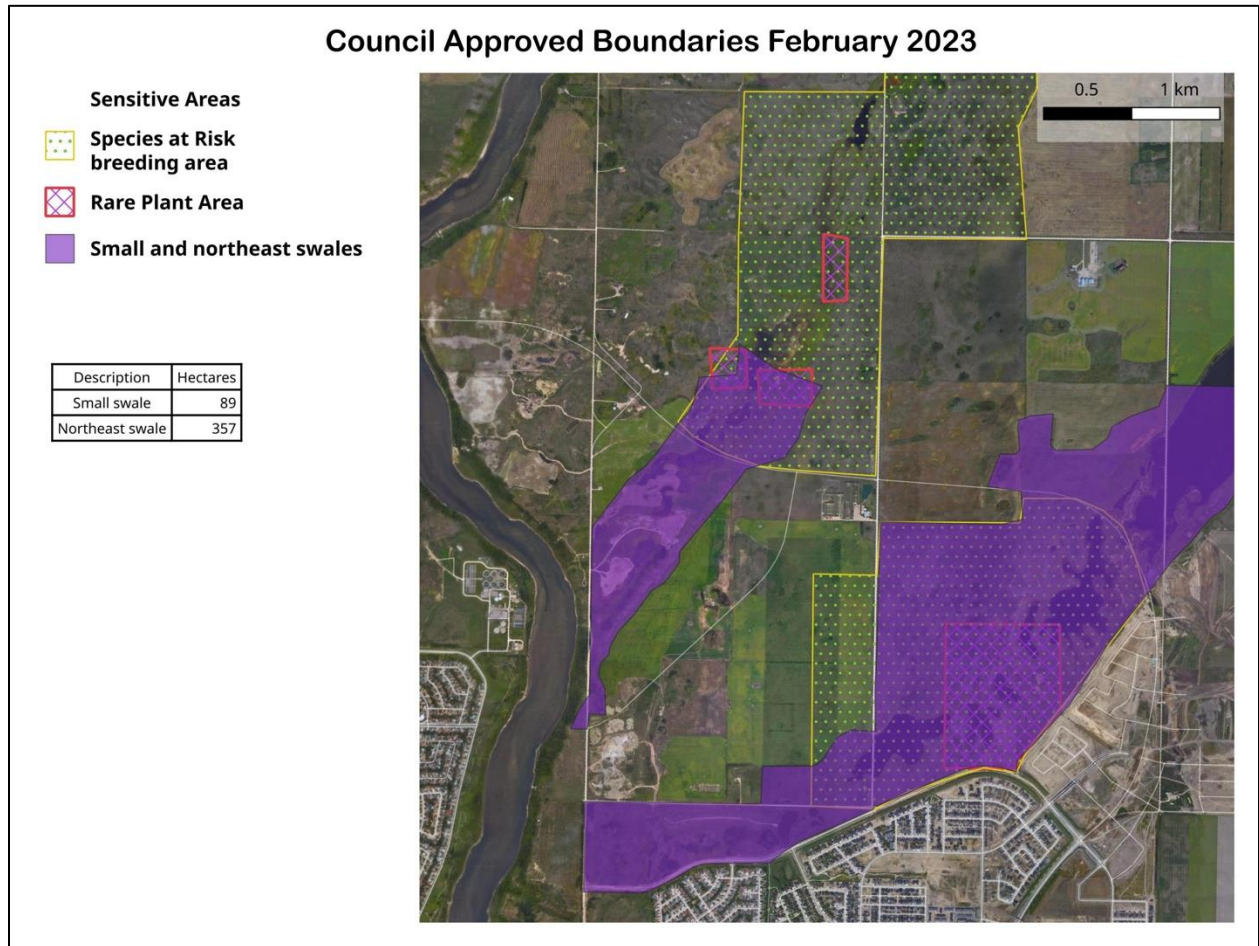 Council Approved Boundaries February 2023
Sensitive Areas
Species at Risk
breeding area
Rare Plant Area
Small and northeast swales
Description Hectares
Small swale 89
Northeast swale 357
0.5 1 km